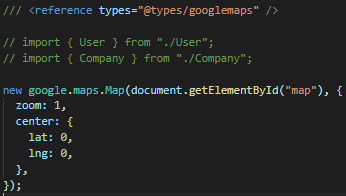 /// <reference types="@types/googlemaps" />
// import { User } from "./User";
// import { Company } from "./Company";
new google.maps.Map(document.getElementById("map"), {
zoom: 1,
center: {
lat: 0,
lng: 0,
},
});